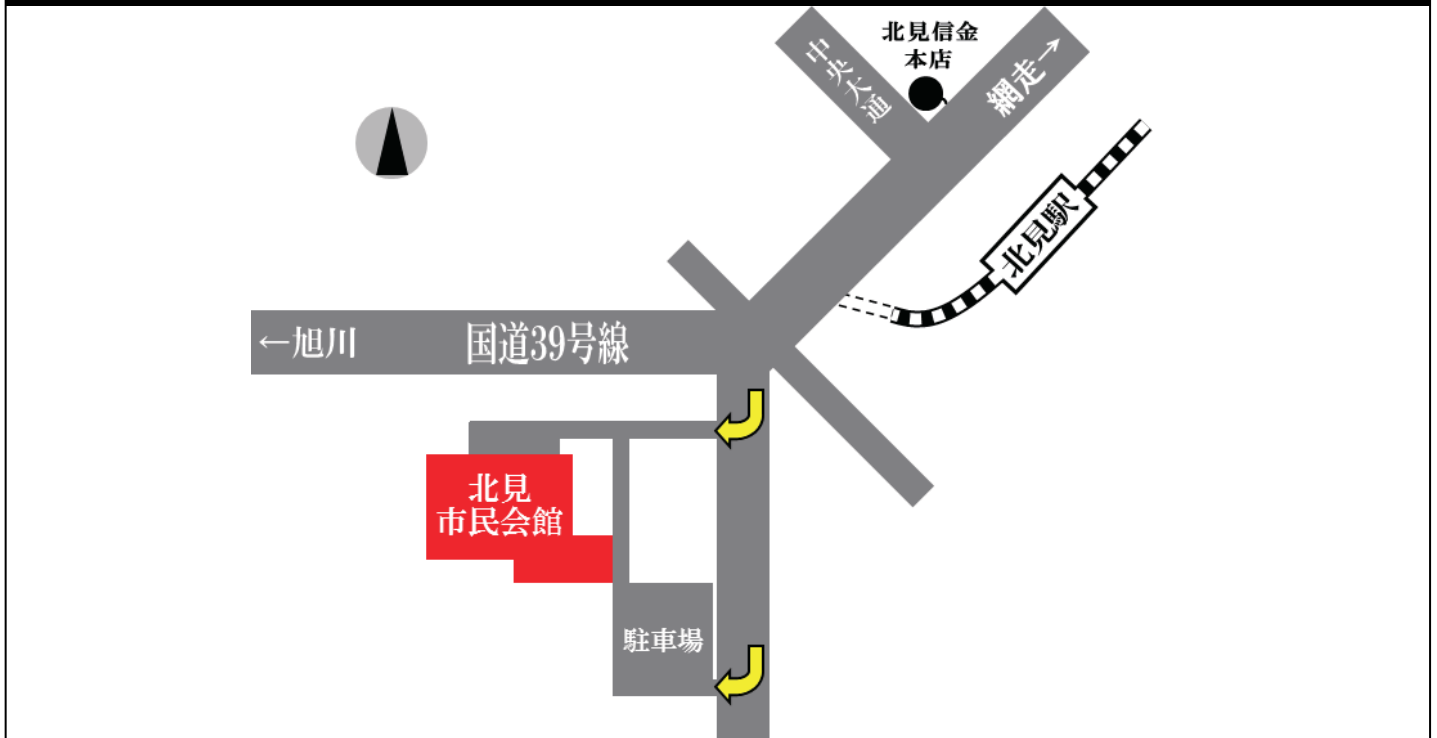 北見信金
本店
中央大通
網走→
北見駅
←旭川
国道39号線
北見
市民会館
駐車場